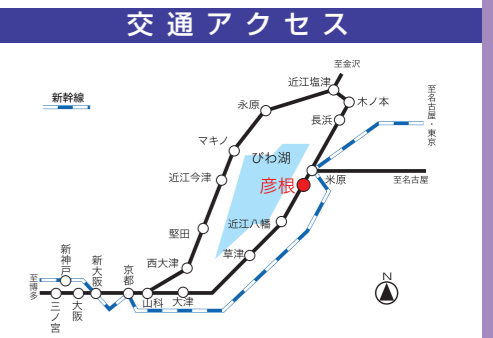 交通アクセス
至金沢
近江塩津
新幹線
永原
木ノ本
至名古屋・東京
長浜
マキノ
びわ湖
近江今津
彦根
米原
至名古屋
近江八幡
堅田
草津
西大津
新神戸
新大阪
京都
至博多
山科
大津
三ノ宮
大阪
N